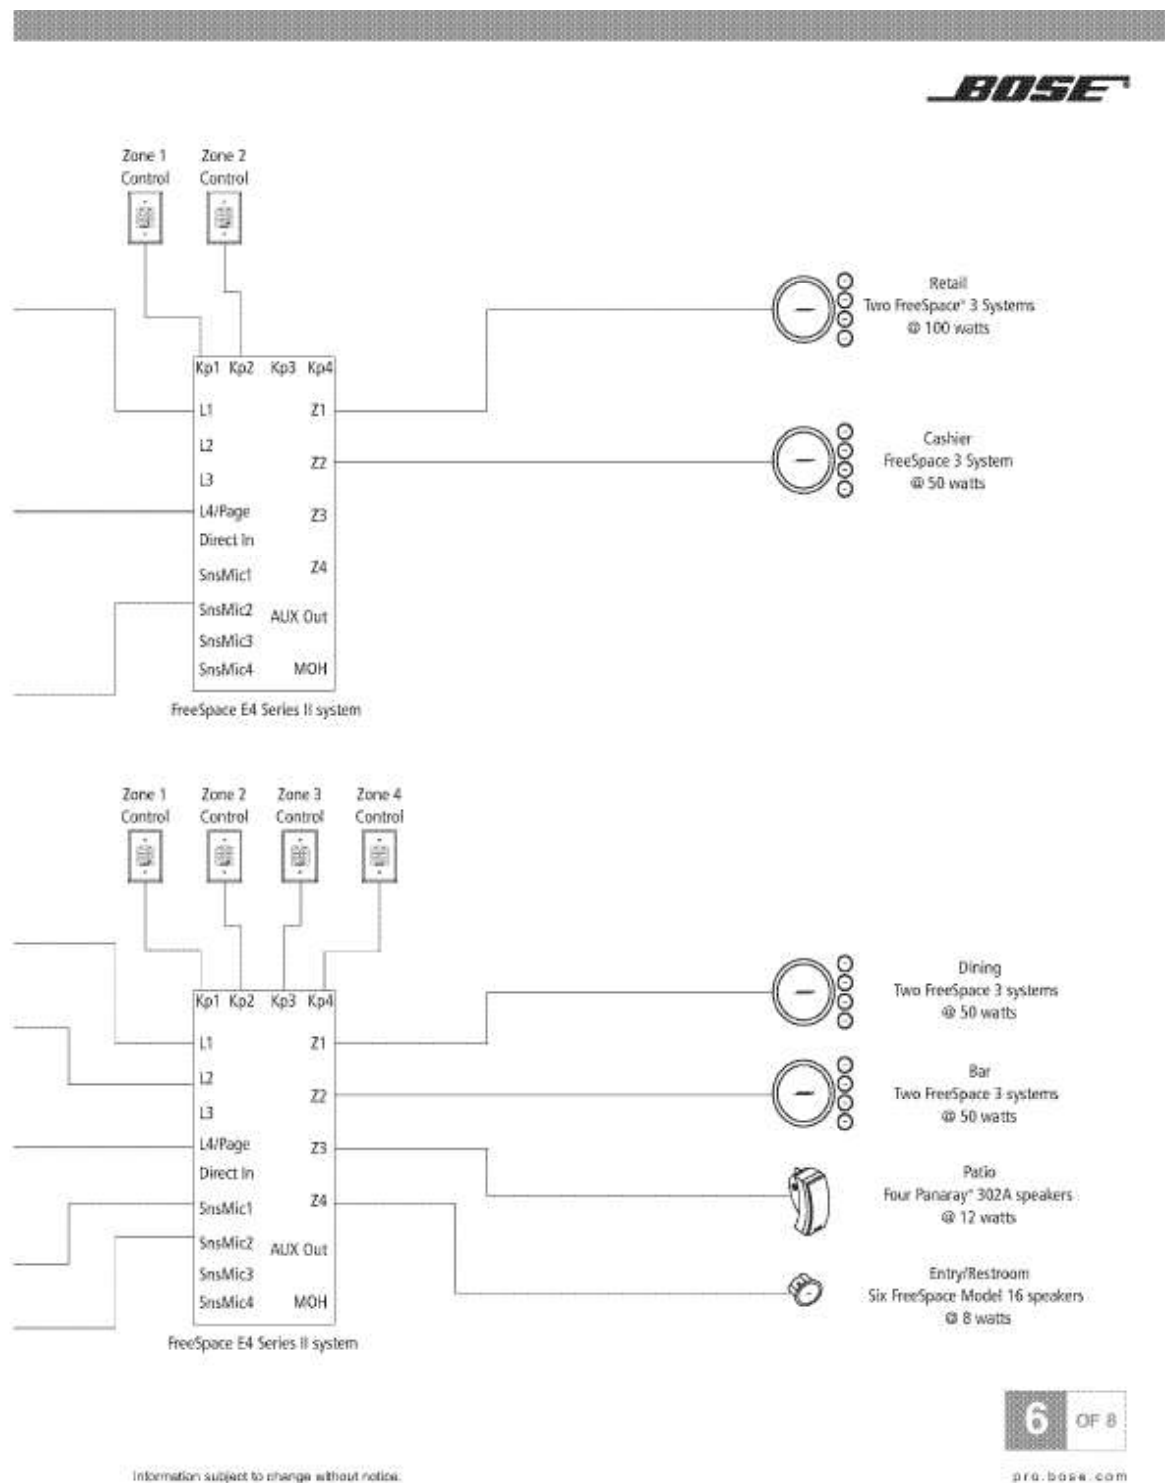 BOSE
Zone 1 Zone 2
Control Control
Retail
Two FreeSpace® 3 Systems
@ 100 watts
Kp1 Kp2 Kp3 Kp4
L1 Z1
Cashier
L2
FreeSpace 3 System
Z2
L3
@ 50 watts
L4/Page Z3
Direct In
Z4
SnsMic1
SnsMic2 AUX Out
SnsMic3
SnsMic4 MOH
FreeSpace E4 Series II system
Zone 1 Zone 2 Zone 3 Zone 4
Control Control Control Control
Dining
Two FreeSpace 3 systems
@ 50 watts
Kp1 Kp2 Kp3 Kp4
L1 Z1
Bar
L2
Two FreeSpace 3 systems
Z2
L3
@ 50 watts
L4/Page Z3
Direct In
Patio
Four Panaray® 302A speakers
@ 12 watts
SnsMic1 Z4
SnsMic2 AUX Out
SnsMic3
Entry/Restroom
Six FreeSpace Model 16 speakers
@ 8 watts
SnsMic4 MOH
FreeSpace E4 Series II system
6 OF 8
Information subject to change without notice.
pro.bose.com